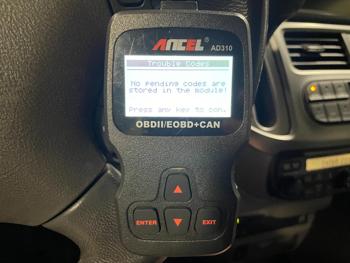 ANCEL
AD310
Trouble Codes
No pending codes are
stored in the module!
Press any key to con.
OBDII/EOBD+CAN
ENTER
EXIT